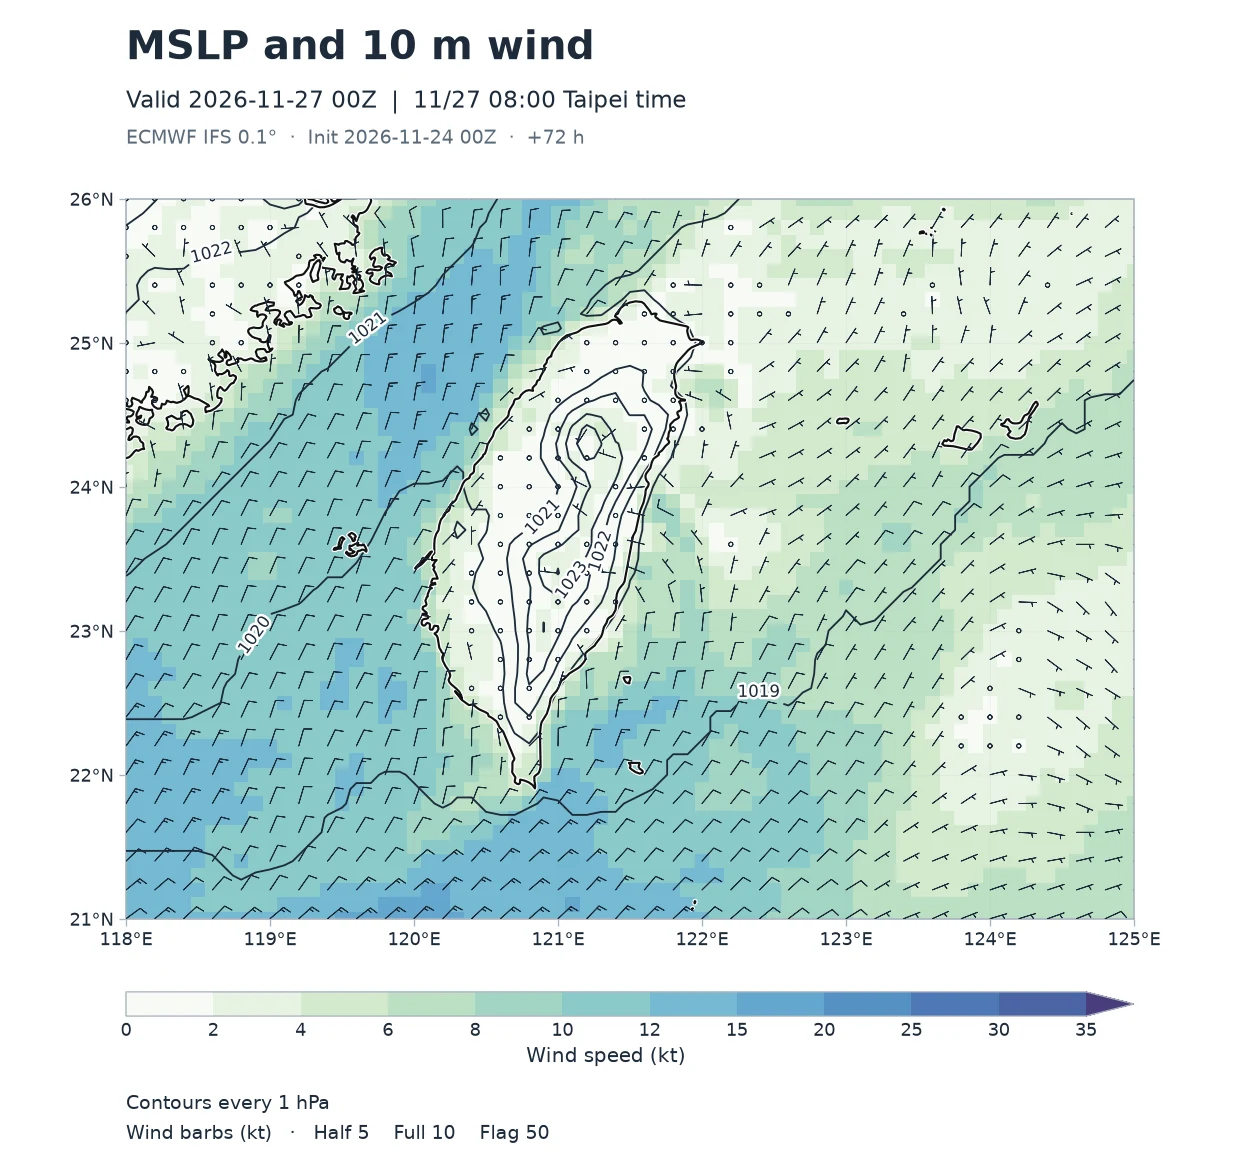 MSLP and 10 m wind
Valid 2026-11-27 00Z | 11/27 08:00 Taipei time
ECMWF IFS 0.1° · Init 2026-11-24 00Z · +72 h
26°N
1022
1021
25°N
24°N
1021
1022
1023
1020
23°N
1019
22°N
21°N
118°E 119°E 120°E 121°E 122°E 123°E 124°E 125°E
0 2 4 6 8 10 12 15 20 25 30 35
Wind speed (kt)
Contours every 1 hPa
Wind barbs (kt) · Half 5 Full 10 Flag 50